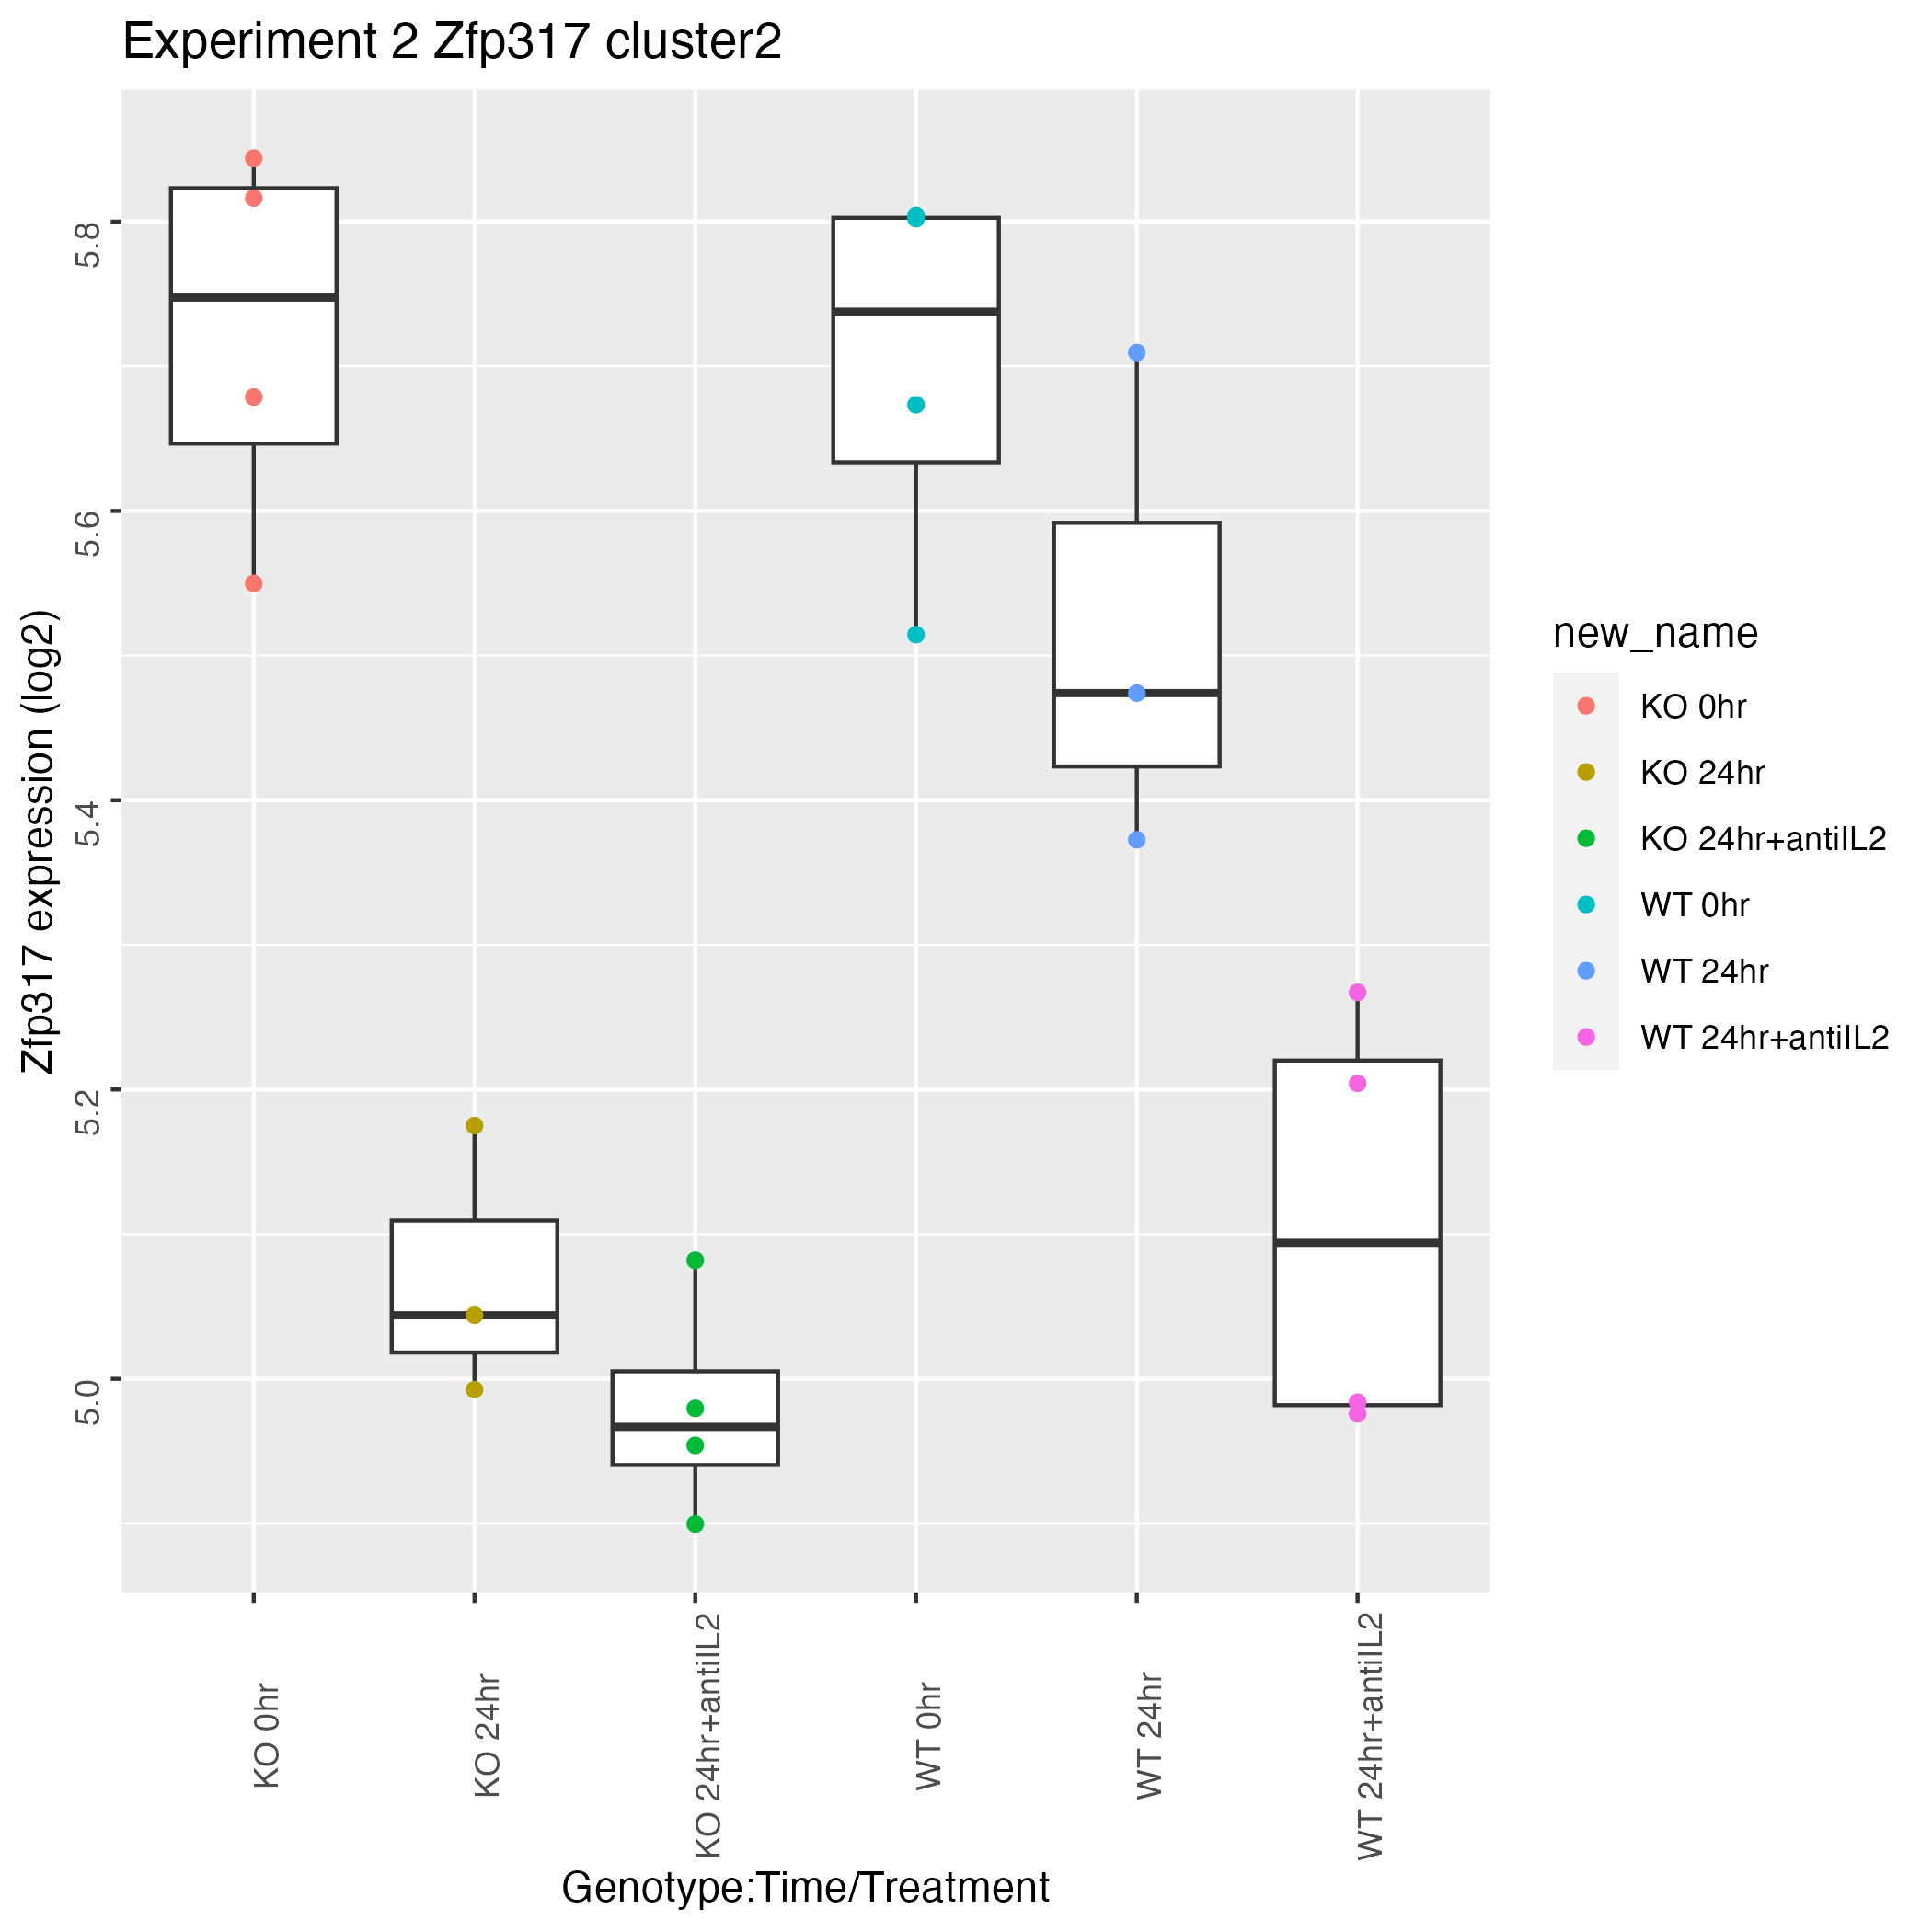 Experiment 2 Zfp317 cluster2
Zfp317 expression (log2)
5.8
5.6
5.4
5.2
5.0
KO 0hr
KO 24hr
KO 24hr+antiIL2
WT 0hr
WT 24hr
WT 24hr+antiIL2
Genotype:Time/Treatment
new_name
KO 0hr
KO 24hr
KO 24hr+antiIL2
WT 0hr
WT 24hr
WT 24hr+antiIL2